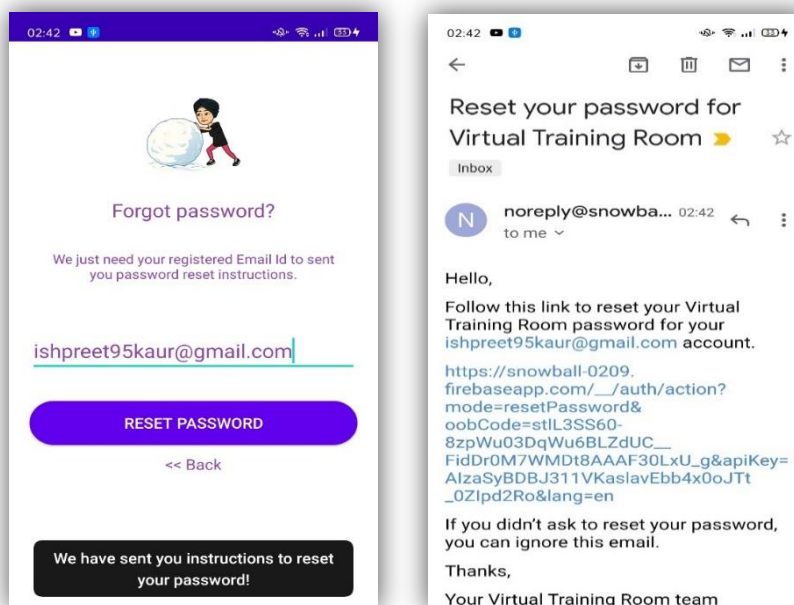 02:42
33
Forgot password?
We just need your registered Email Id to sent
you password reset instructions.
ishpreet95kaur@gmail.com
RESET PASSWORD
<< Back
We have sent you instructions to reset
your password!
02:42
33
Reset your password for
Virtual Training Room
Inbox
N
noreply@snowba... 02:42
to me
Hello,
Follow this link to reset your Virtual
Training Room password for your
ishpreet95kaur@gmail.com account.
https://snowball-0209.
firebaseapp.com/__/auth/action?
mode=resetPassword&
oobCode=stlL3SS60-
8zpWu03DqWu6BLZdUC__
FidDr0M7WMDt8AAAF30LxU_g&apiKey=
AIzaSyBDBJ311VKaslavEbb4x0oJTt
_0ZIpd2Ro&lang=en
If you didn't ask to reset your password,
you can ignore this email.
Thanks,
Your Virtual Training Room team